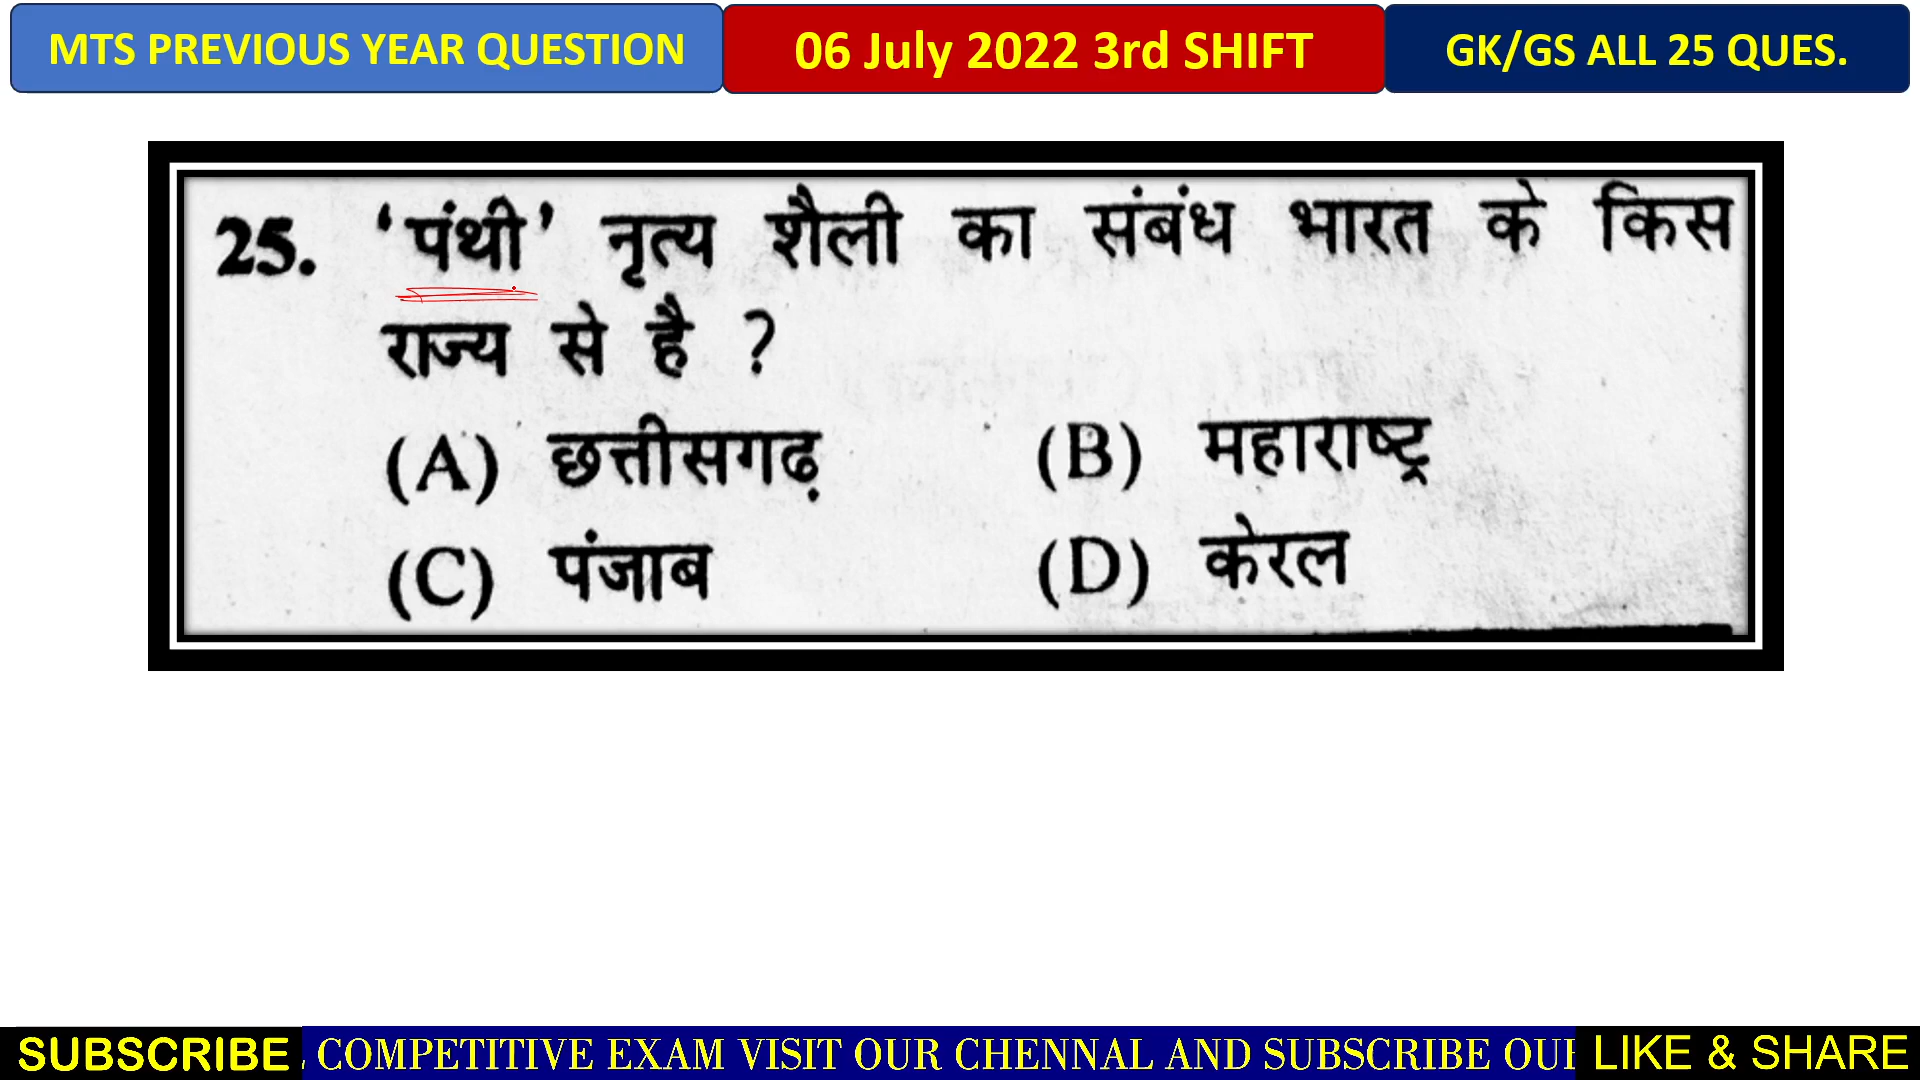 MTS PREVIOUS YEAR QUESTION
06 July 2022 3rd SHIFT
GK/GS ALL 25 QUES.
25. ‘पंथी’ नृत्य शैली का संबंध भारत के किस
राज्य से है ?
(A) छत्तीसगढ़ (B) महाराष्ट्र
(C) पंजाब (D) केरल
SUBSCRIBE
COMPETITIVE EXAM VISIT OUR CHENNAL AND SUBSCRIBE
LIKE & SHARE